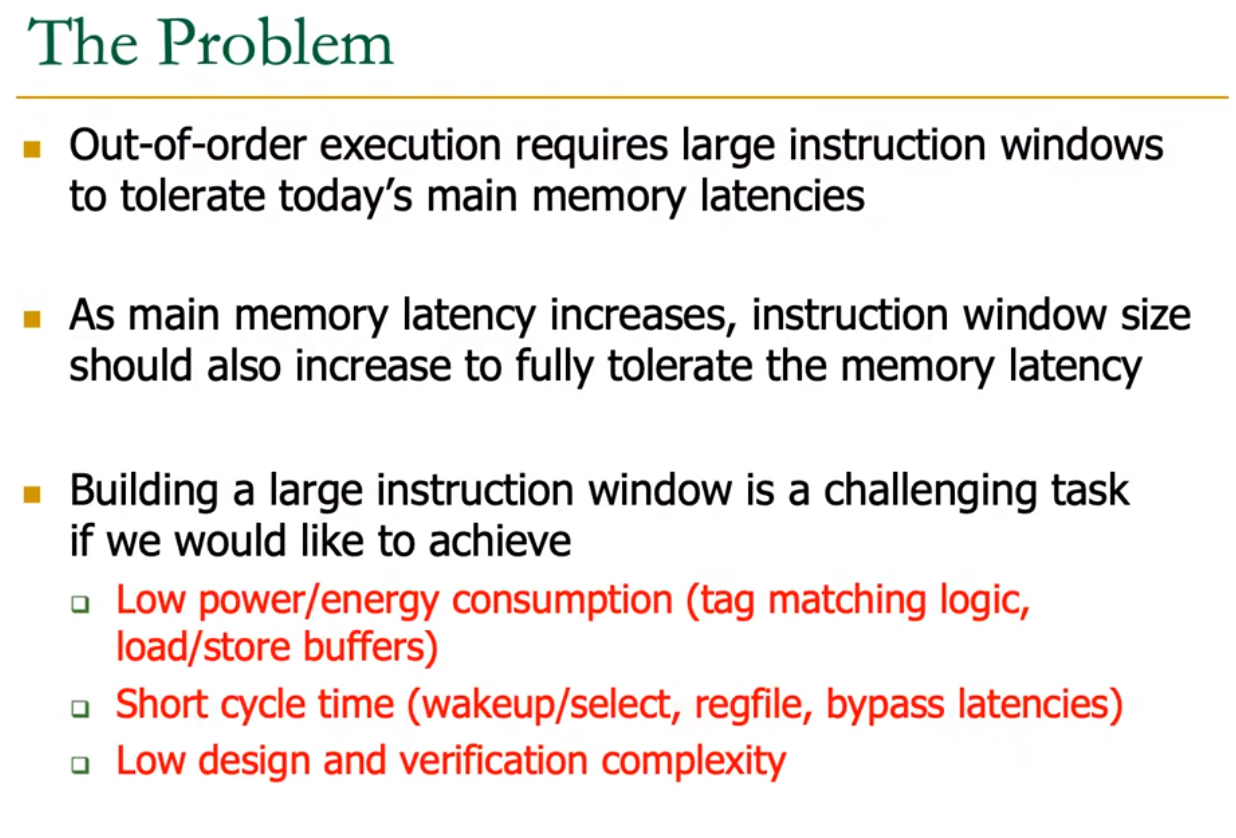 The Problem
Out-of-order execution requires large instruction windows
to tolerate today’s main memory latencies
As main memory latency increases, instruction window size
should also increase to fully tolerate the memory latency
Building a large instruction window is a challenging task
if we would like to achieve
Low power/energy consumption (tag matching logic,
load/store buffers)
Short cycle time (wakeup/select, regfile, bypass latencies)
Low design and verification complexity